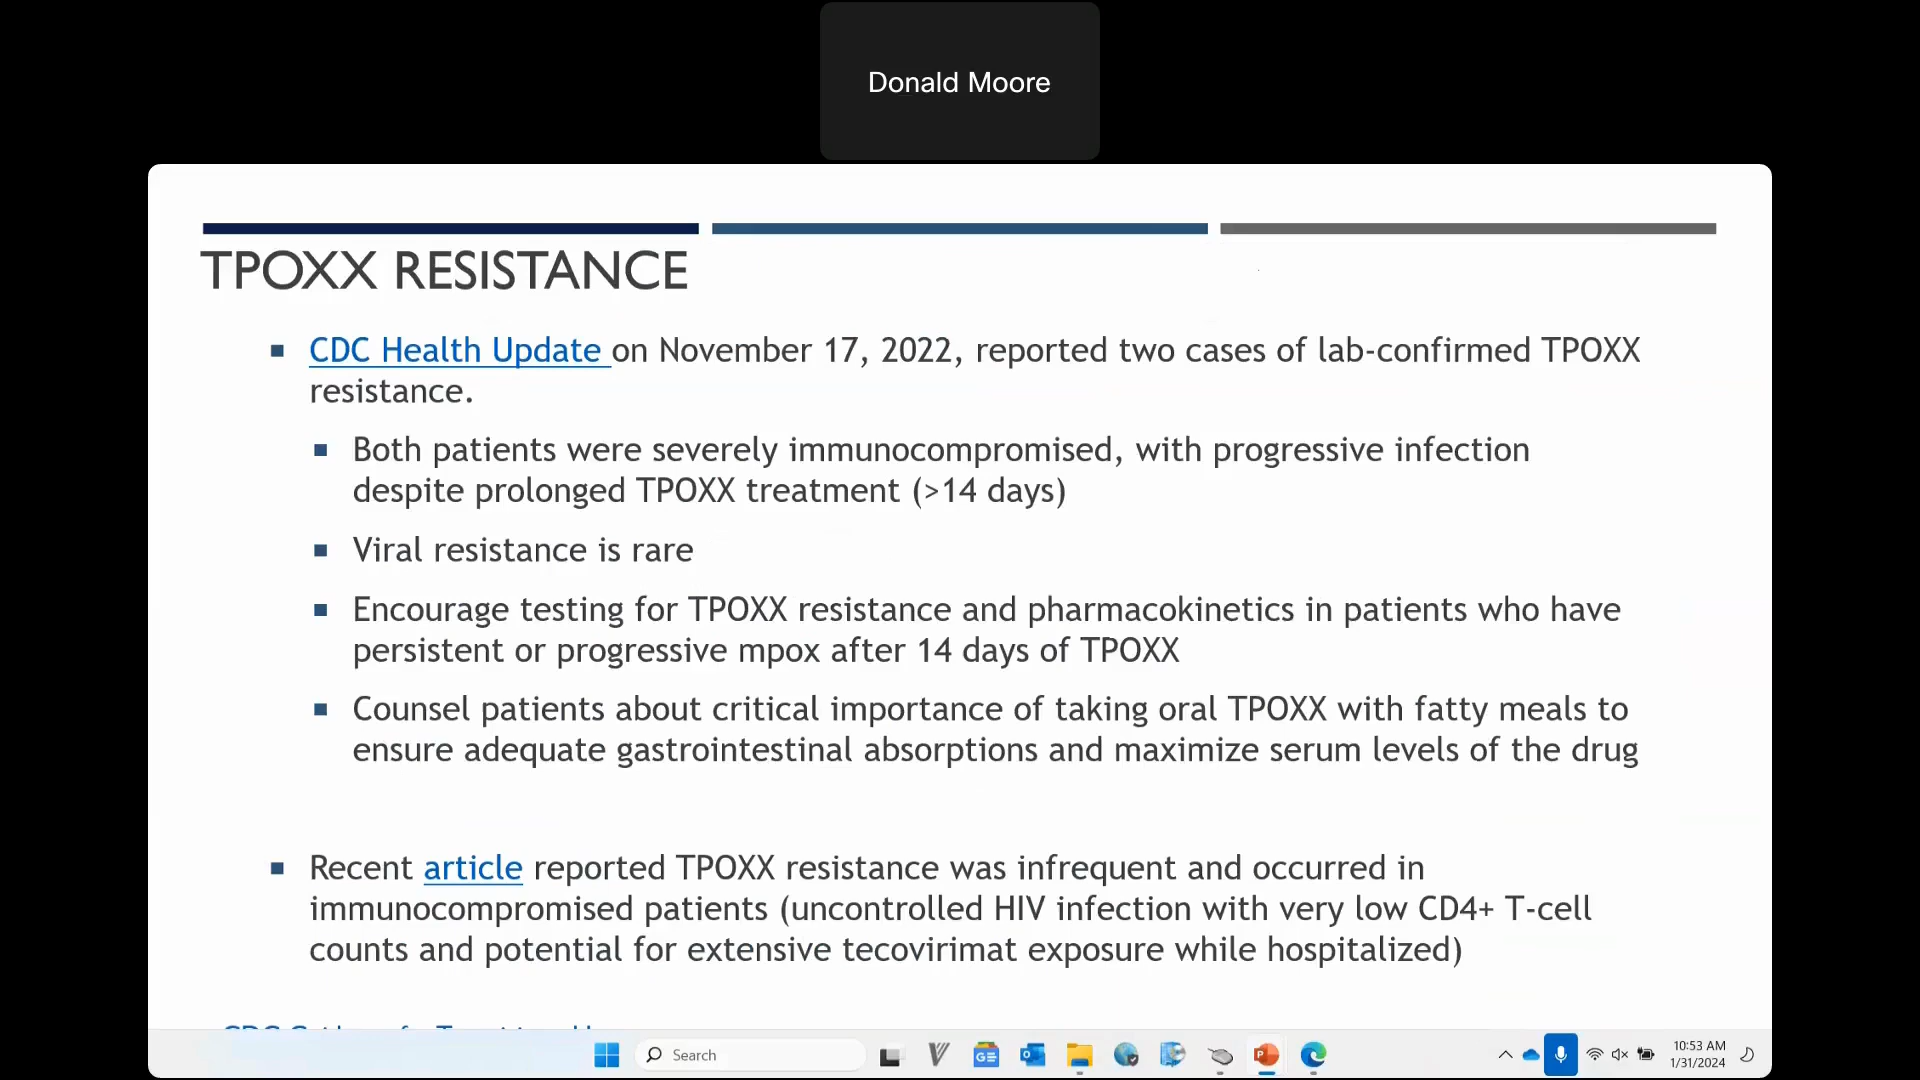 Donald Moore
TPOXX RESISTANCE
CDC Health Update on November 17, 2022, reported two cases of lab-confirmed TPOXX
resistance.
Both patients were severely immunocompromised, with progressive infection
despite prolonged TPOXX treatment (>14 days)
Viral resistance is rare
Encourage testing for TPOXX resistance and pharmacokinetics in patients who have
persistent or progressive mpox after 14 days of TPOXX
Counsel patients about critical importance of taking oral TPOXX with fatty meals to
ensure adequate gastrointestinal absorptions and maximize serum levels of the drug
Recent article reported TPOXX resistance was infrequent and occurred in
immunocompromised patients (uncontrolled HIV infection with very low CD4+ T-cell
counts and potential for extensive tecovirimat exposure while hospitalized)
Search
10:53 AM
1/31/2024